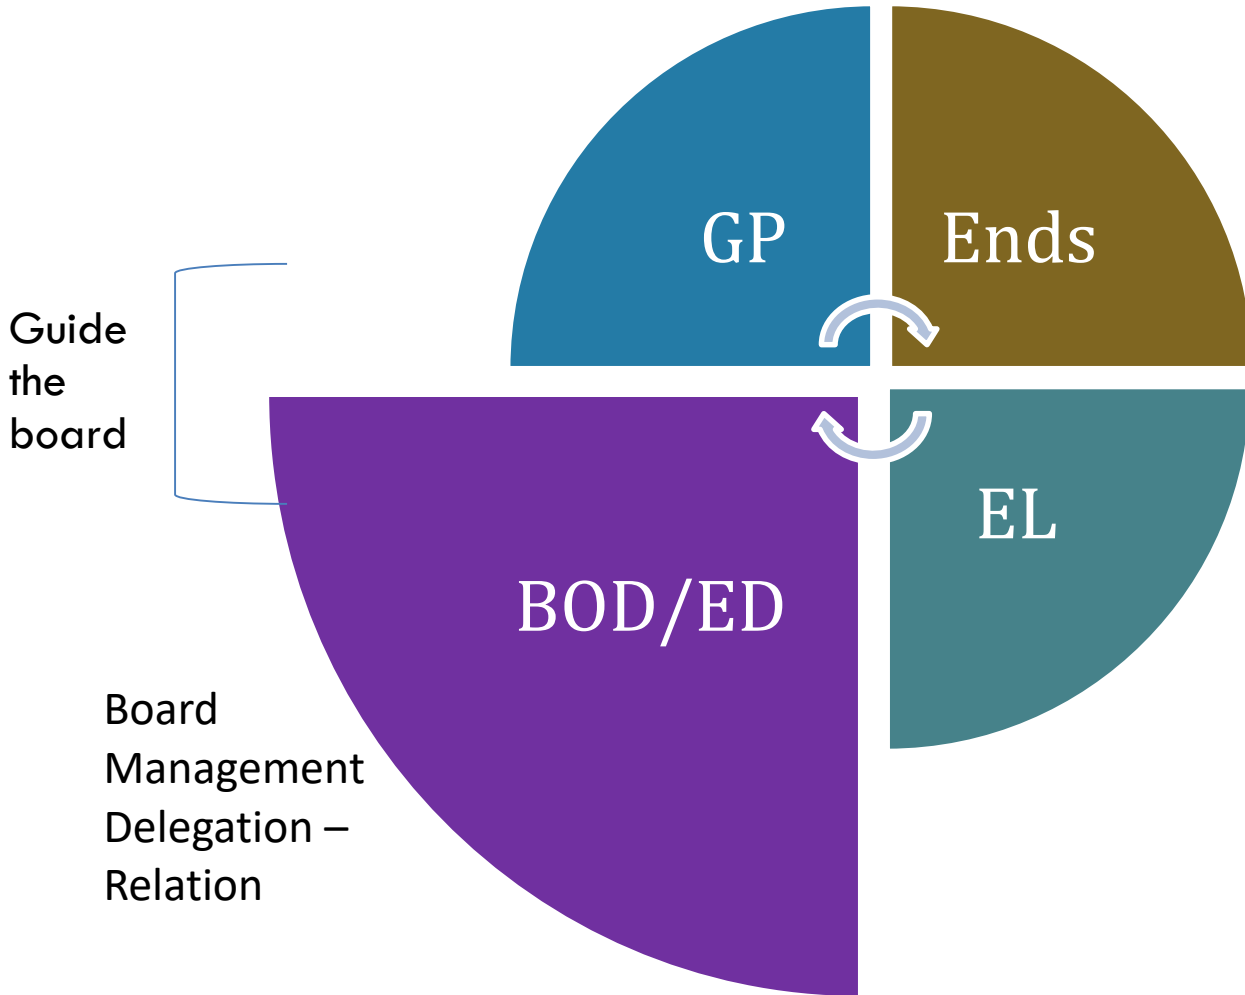 GP
Ends
Guide
the
board
EL
BOD/ED
Board
Management
Delegation –
Relation